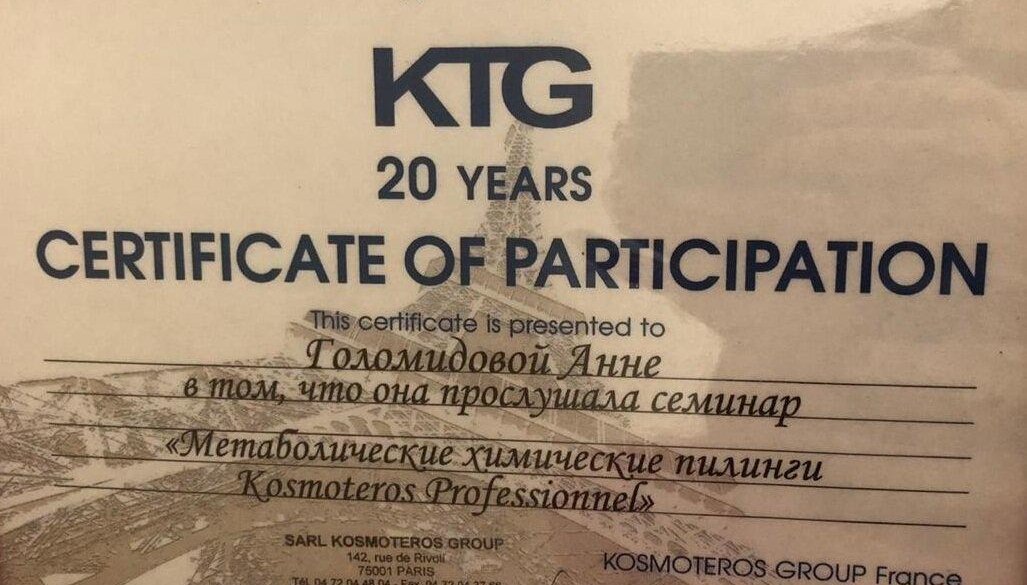 KTG
20 YEARS
CERTIFICATE OF PARTICIPATION
This certificate is presented to
Голомидовой Анне
в том, что она прослушала семинар
«Метаболические химические пилинги
Kosmoteros Professionnel»
SARL KOSMOTEROS GROUP
142, rue de Rivoli
75001 PARIS
KOSMOTEROS GROUP France